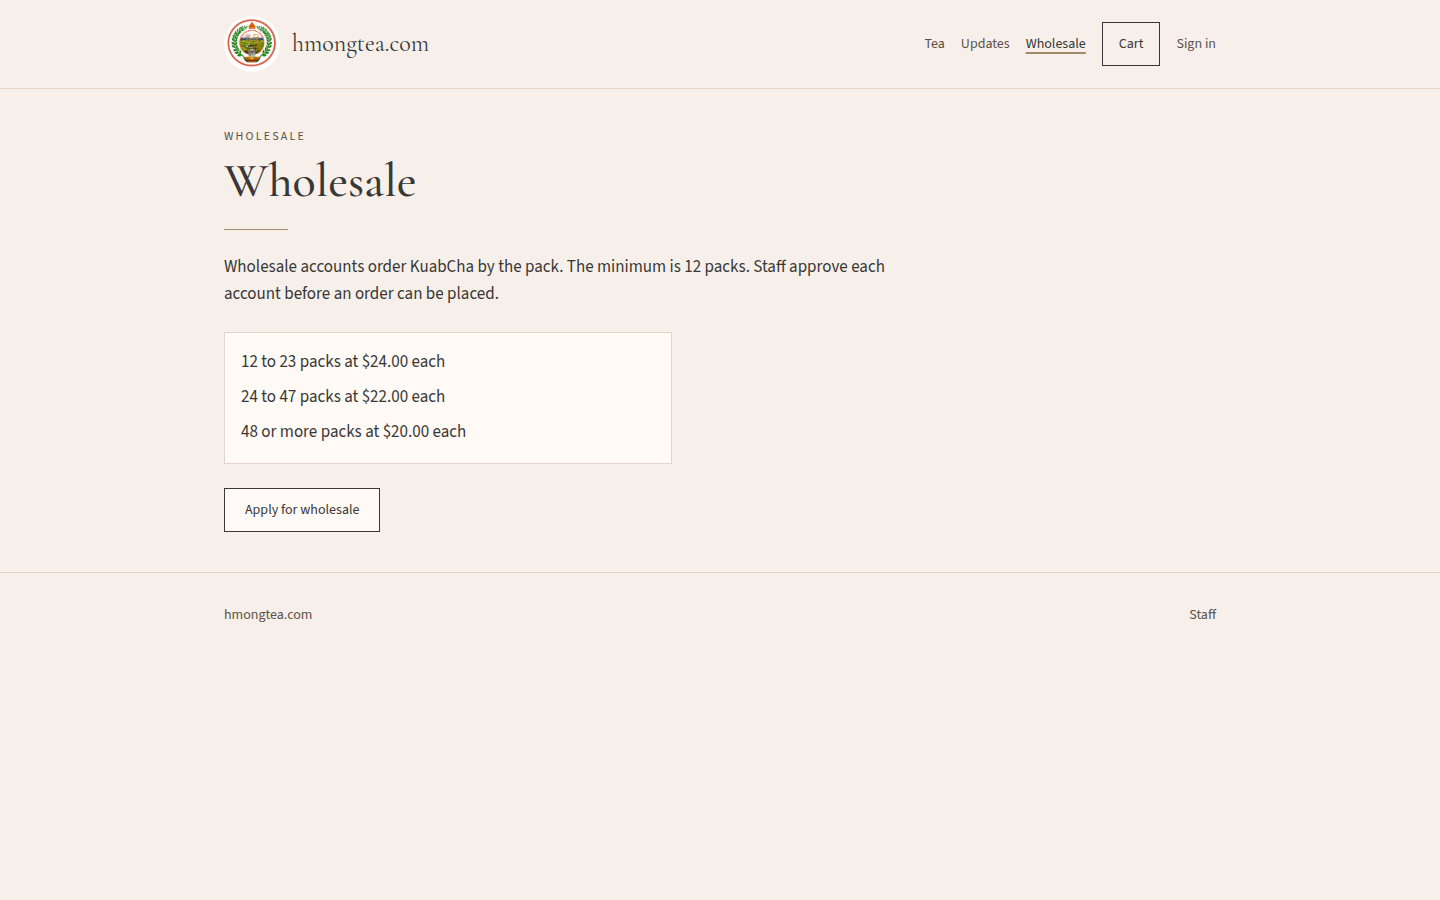 hmongtea.com
Tea
Updates
Wholesale
Cart
Sign in
WHOLESALE
Wholesale
Wholesale accounts order KuabCha by the pack. The minimum is 12 packs. Staff approve each
account before an order can be placed.
12 to 23 packs at $24.00 each
24 to 47 packs at $22.00 each
48 or more packs at $20.00 each
Apply for wholesale
hmongtea.com
Staff